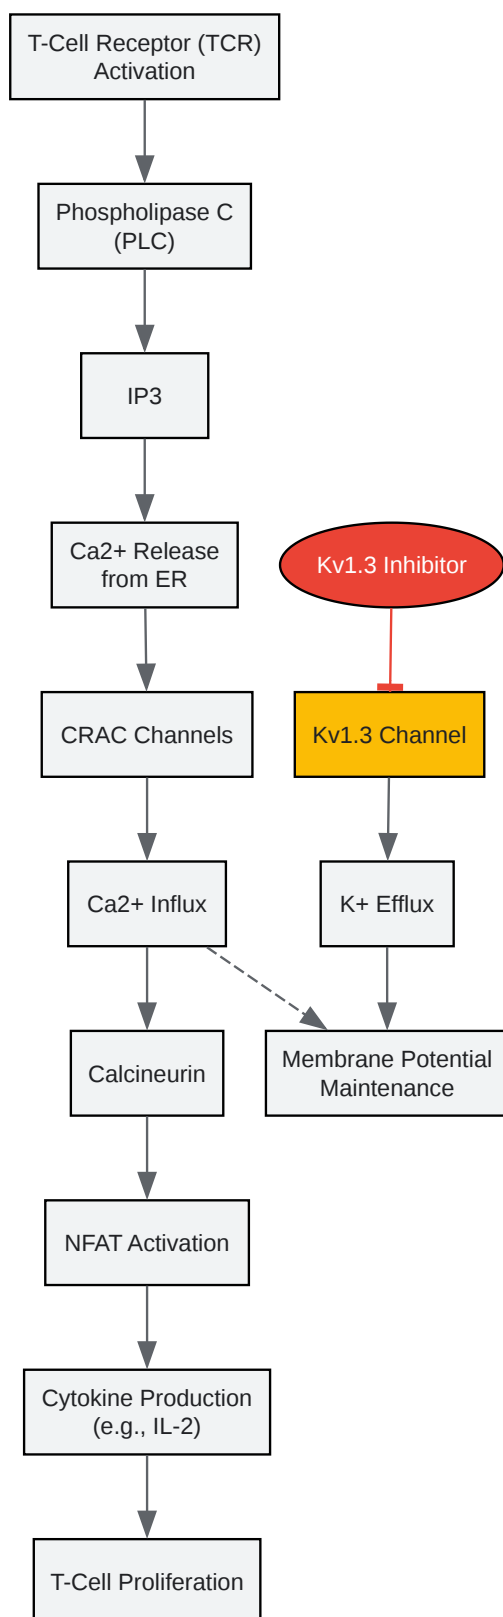 T-Cell Receptor (TCR)
Activation
Phospholipase C
(PLC)
IP3
Ca2+ Release
from ER
Kv1.3 Inhibitor
CRAC Channels
Kv1.3 Channel
Ca2+ Influx
K+ Efflux
Calcineurin
Membrane Potential
Maintenance
NFAT Activation
Cytokine Production
(e.g., IL-2)
T-Cell Proliferation